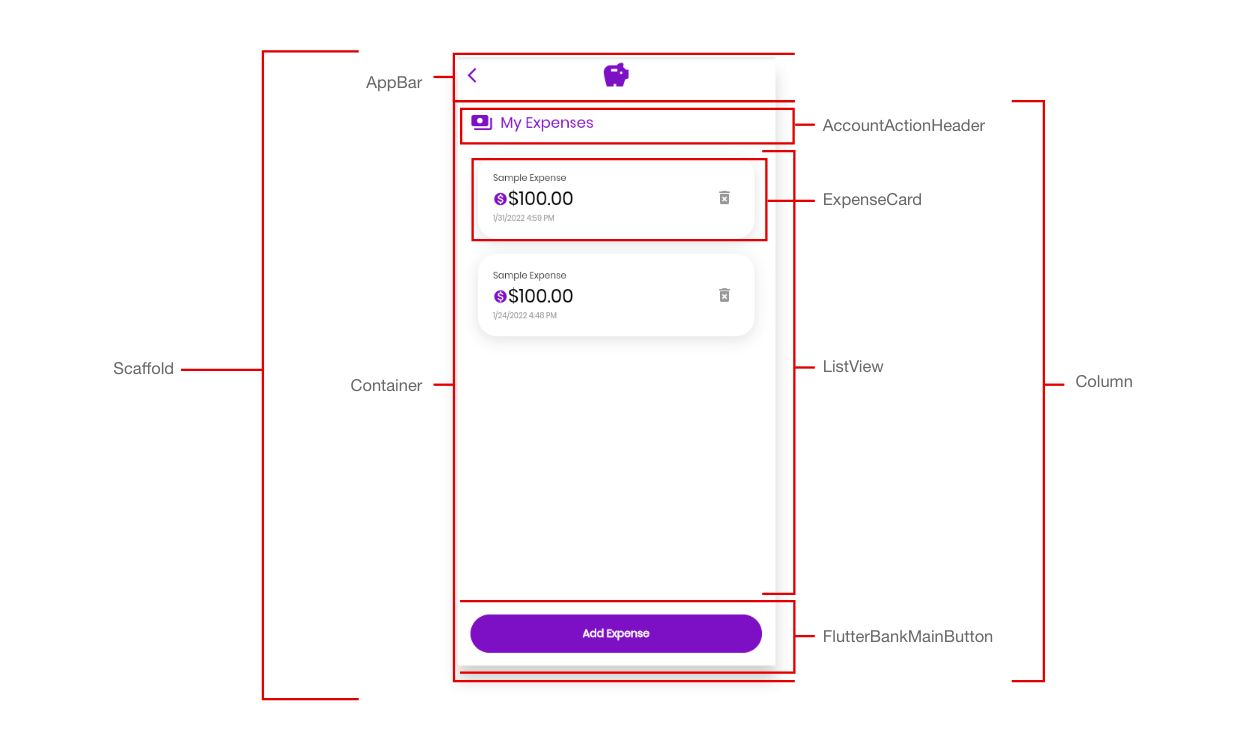 AppBar
My Expenses
AccountActionHeader
Sample Expense
$100.00
1/31/2022 4:59 PM
ExpenseCard
Sample Expense
$100.00
1/24/2022 4:48 PM
Scaffold
Container
ListView
Column
Add Expense
FlutterBankMainButton